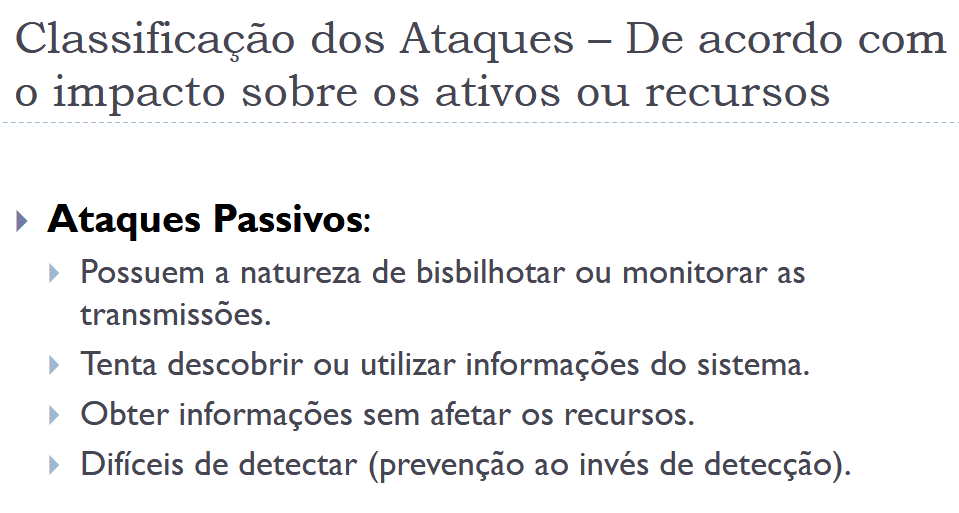 Classificação dos Ataques – De acordo com
o impacto sobre os ativos ou recursos
Ataques Passivos:
Possuem a natureza de bisbilhotar ou monitorar as
transmissões.
Tenta descobrir ou utilizar informações do sistema.
Obter informações sem afetar os recursos.
Difíceis de detectar (prevenção ao invés de detecção).